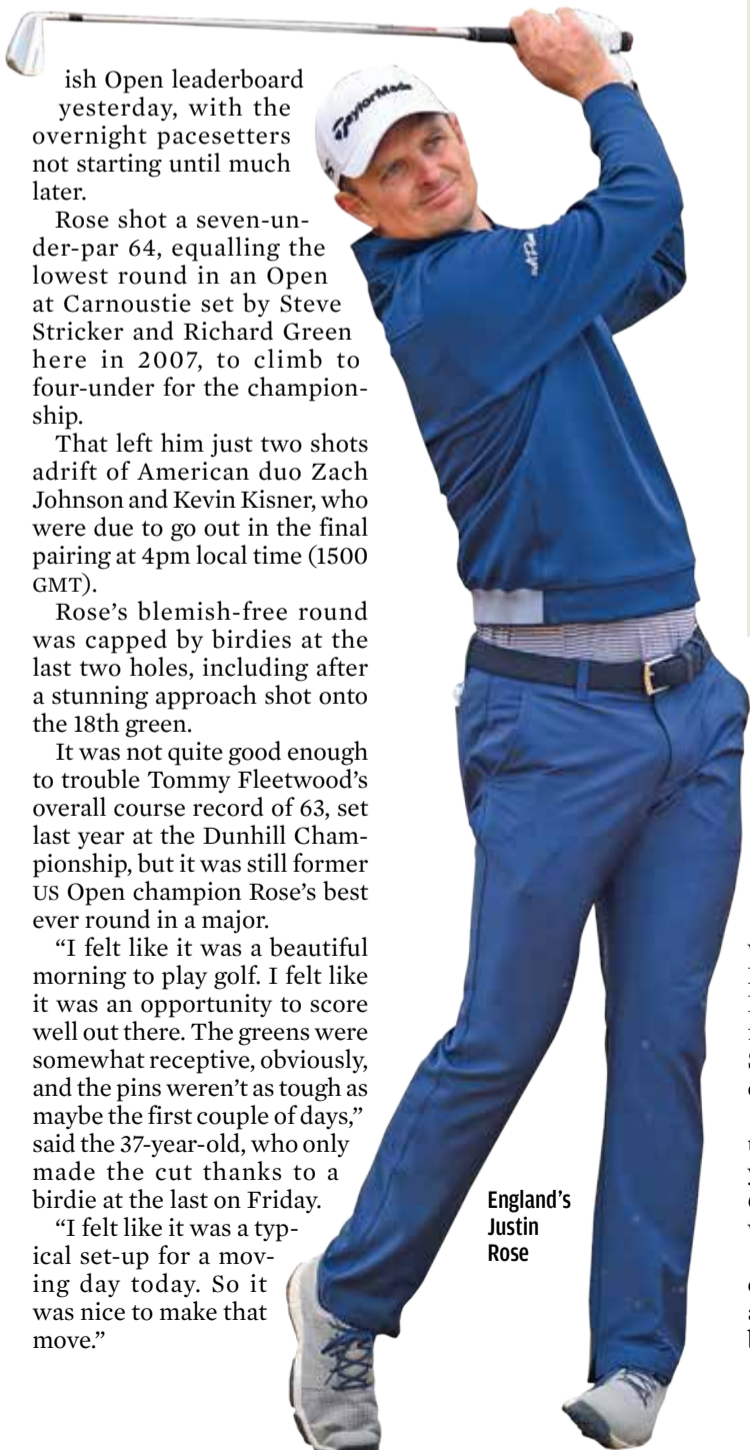 ish Open leaderboard
yesterday, with the
overnight pacesetters
not starting until much
later.
Rose shot a seven-un-
der-par 64, equalling the
lowest round in an Open
at Carnoustie set by Steve
Stricker and Richard Green
here in 2007, to climb to
four-under for the champion-
ship.
That left him just two shots
adrift of American duo Zach
Johnson and Kevin Kisner, who
were due to go out in the final
pairing at 4pm local time (1500
GMT).
Rose’s blemish-free round
was capped by birdies at the
last two holes, including after
a stunning approach shot onto
the 18th green.
It was not quite good enough
to trouble Tommy Fleetwood’s
overall course record of 63, set
last year at the Dunhill Cham-
pionship, but it was still former
US Open champion Rose’s best
ever round in a major.
“I felt like it was a beautiful
morning to play golf. I felt like
it was an opportunity to score
well out there. The greens were
somewhat receptive, obviously,
and the pins weren’t as tough as
maybe the first couple of days,”
said the 37-year-old, who only
made the cut thanks to a
birdie at the last on Friday.
“I felt like it was a typ-
ical set-up for a mov-
ing day today. So it
was nice to make that
move.”
TaylorMade
England’s
Justin
Rose